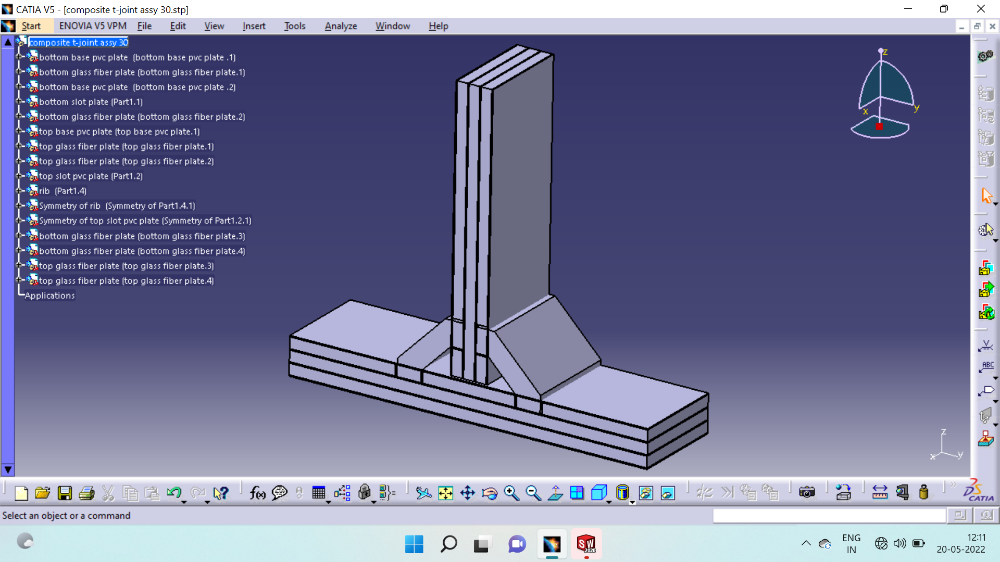 CATIA V5 - [composite t-joint assy 30.stp]
Start ENOVIA V5 VPM File Edit View Insert Tools Analyze Window Help
composite t-joint assy 30
bottom base pvc plate  (bottom base pvc plate .1)
bottom glass fiber plate (bottom glass fiber plate.1)
bottom base pvc plate  (bottom base pvc plate .2)
bottom slot plate (Part1.1)
bottom glass fiber plate (bottom glass fiber plate.2)
top base pvc plate (top base pvc plate.1)
top glass fiber plate (top glass fiber plate.1)
top glass fiber plate (top glass fiber plate.2)
top slot pvc plate (Part1.2)
rib  (Part1.4)
Symmetry of rib  (Symmetry of Part1.4.1)
Symmetry of top slot pvc plate (Symmetry of Part1.2.1)
bottom glass fiber plate (bottom glass fiber plate.3)
bottom glass fiber plate (bottom glass fiber plate.4)
top glass fiber plate (top glass fiber plate.3)
top glass fiber plate (top glass fiber plate.4)
Applications
z
x y
ABC
z
x y
f(x)
CATIA
Select an object or a command
SW
2020
ENG
IN
12:11
20-05-2022